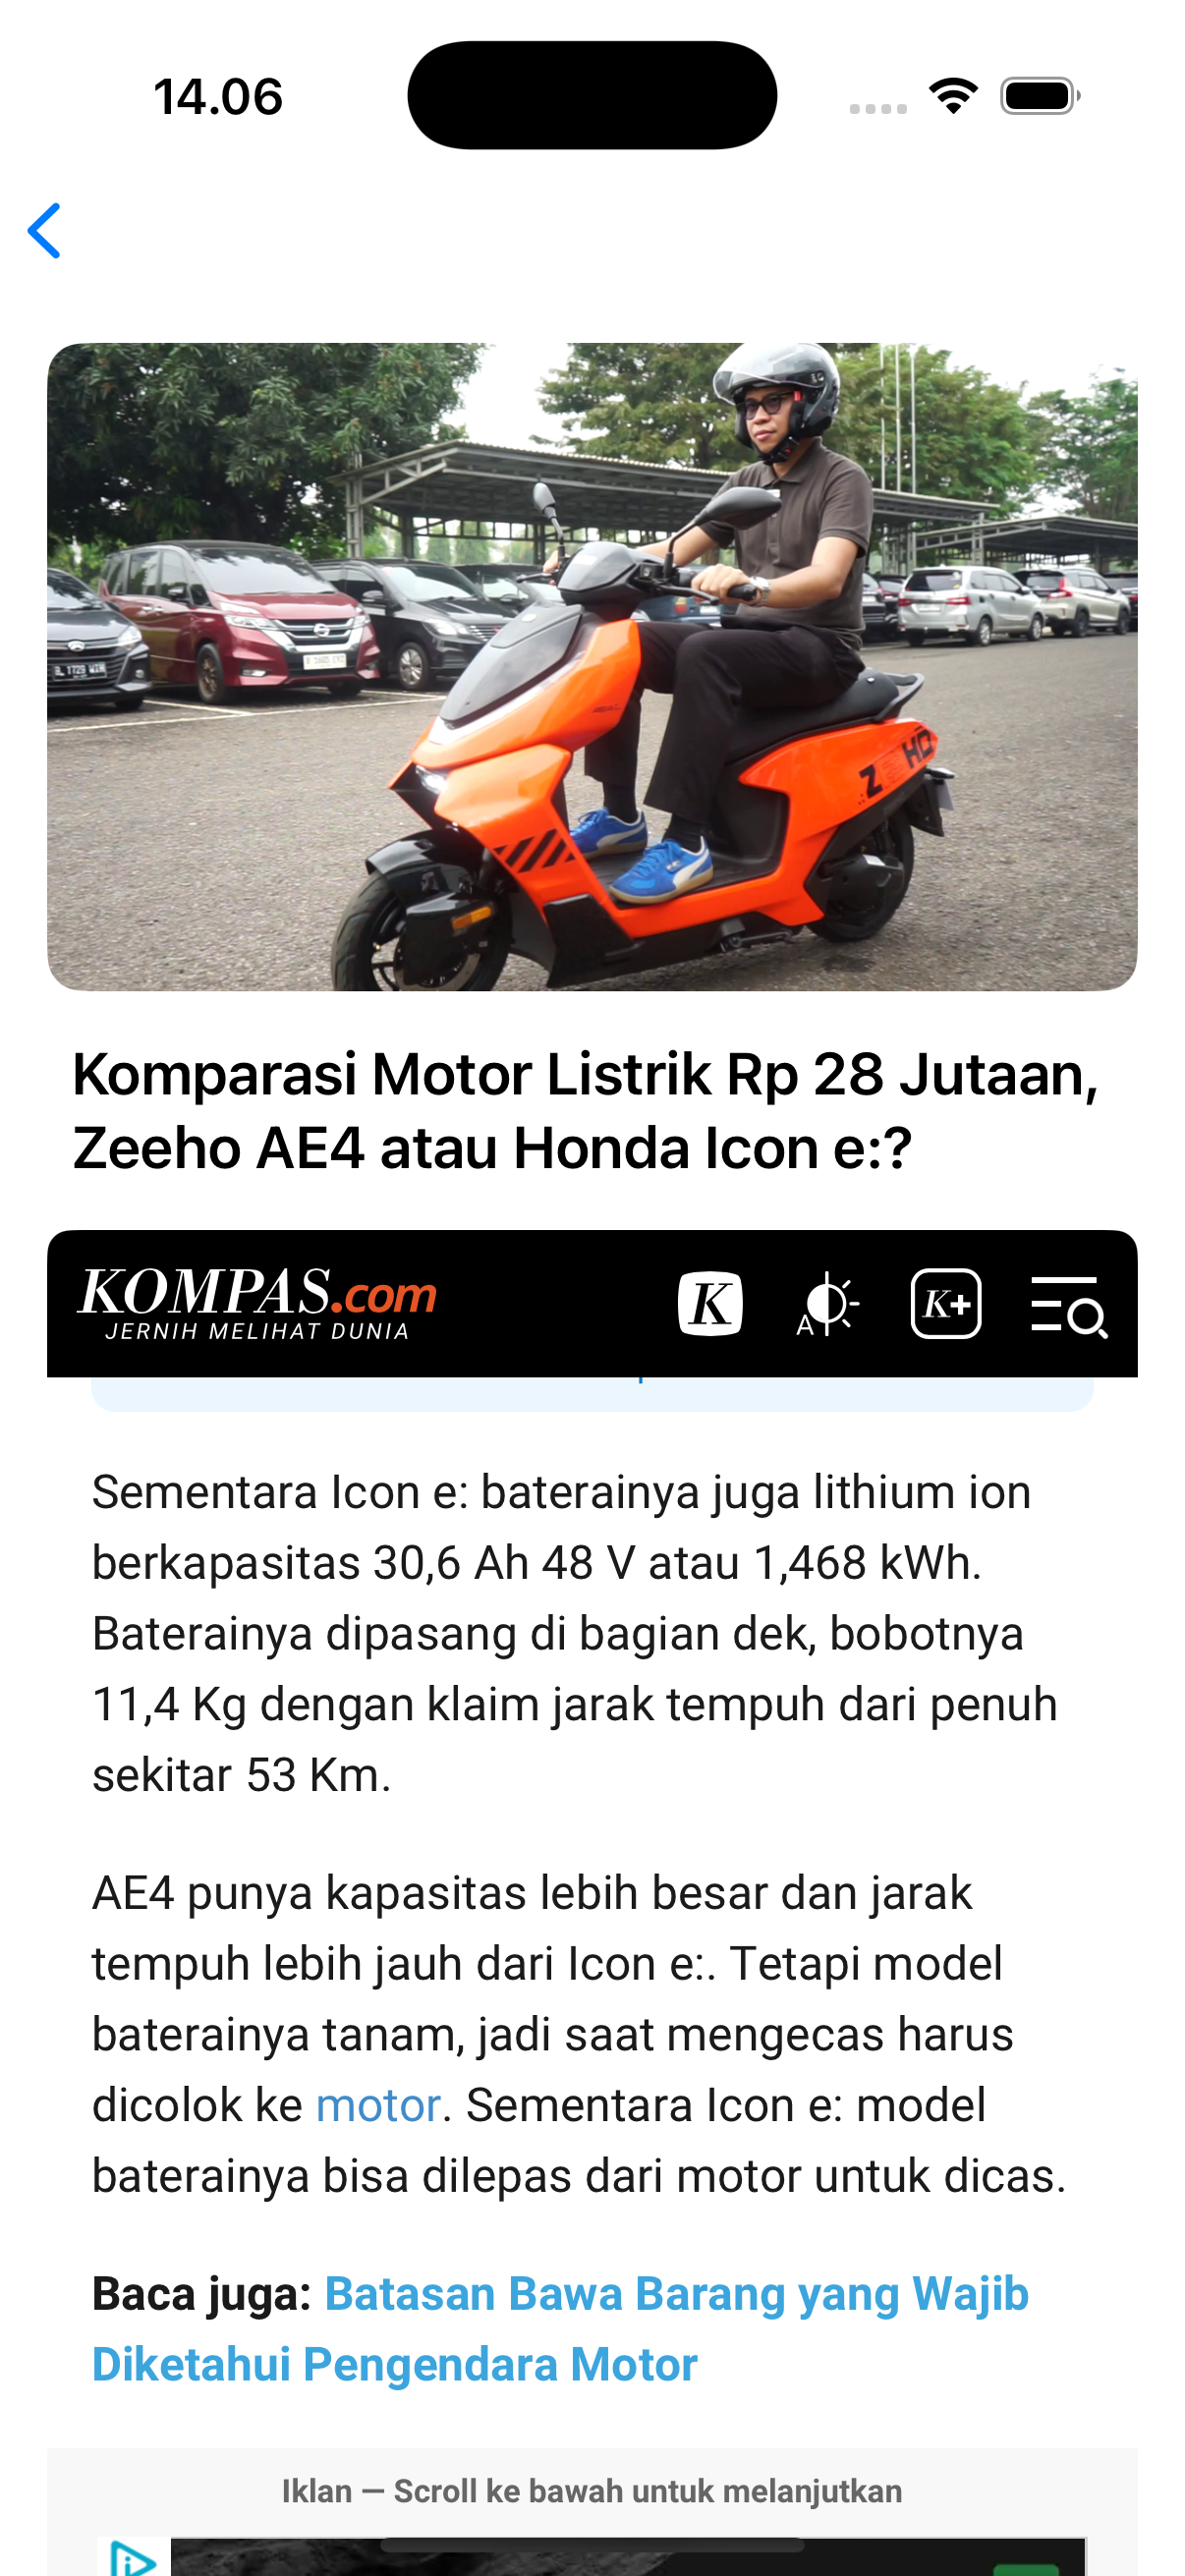 14.06
B 1729 WIN
Z HO
Komparasi Motor Listrik Rp 28 Jutaan,
Zeeho AE4 atau Honda Icon e:?
KOMPAS.com
JERNIH MELIHAT DUNIA
K
A
K+
Sementara Icon e: baterainya juga lithium ion
berkapasitas 30,6 Ah 48 V atau 1,468 kWh.
Baterainya dipasang di bagian dek, bobotnya
11,4 Kg dengan klaim jarak tempuh dari penuh
sekitar 53 Km.
AE4 punya kapasitas lebih besar dan jarak
tempuh lebih jauh dari Icon e:. Tetapi model
baterainya tanam, jadi saat mengecas harus
dicolok ke motor. Sementara Icon e: model
baterainya bisa dilepas dari motor untuk dicas.
Baca juga: Batasan Bawa Barang yang Wajib
Diketahui Pengendara Motor
Iklan — Scroll ke bawah untuk melanjutkan